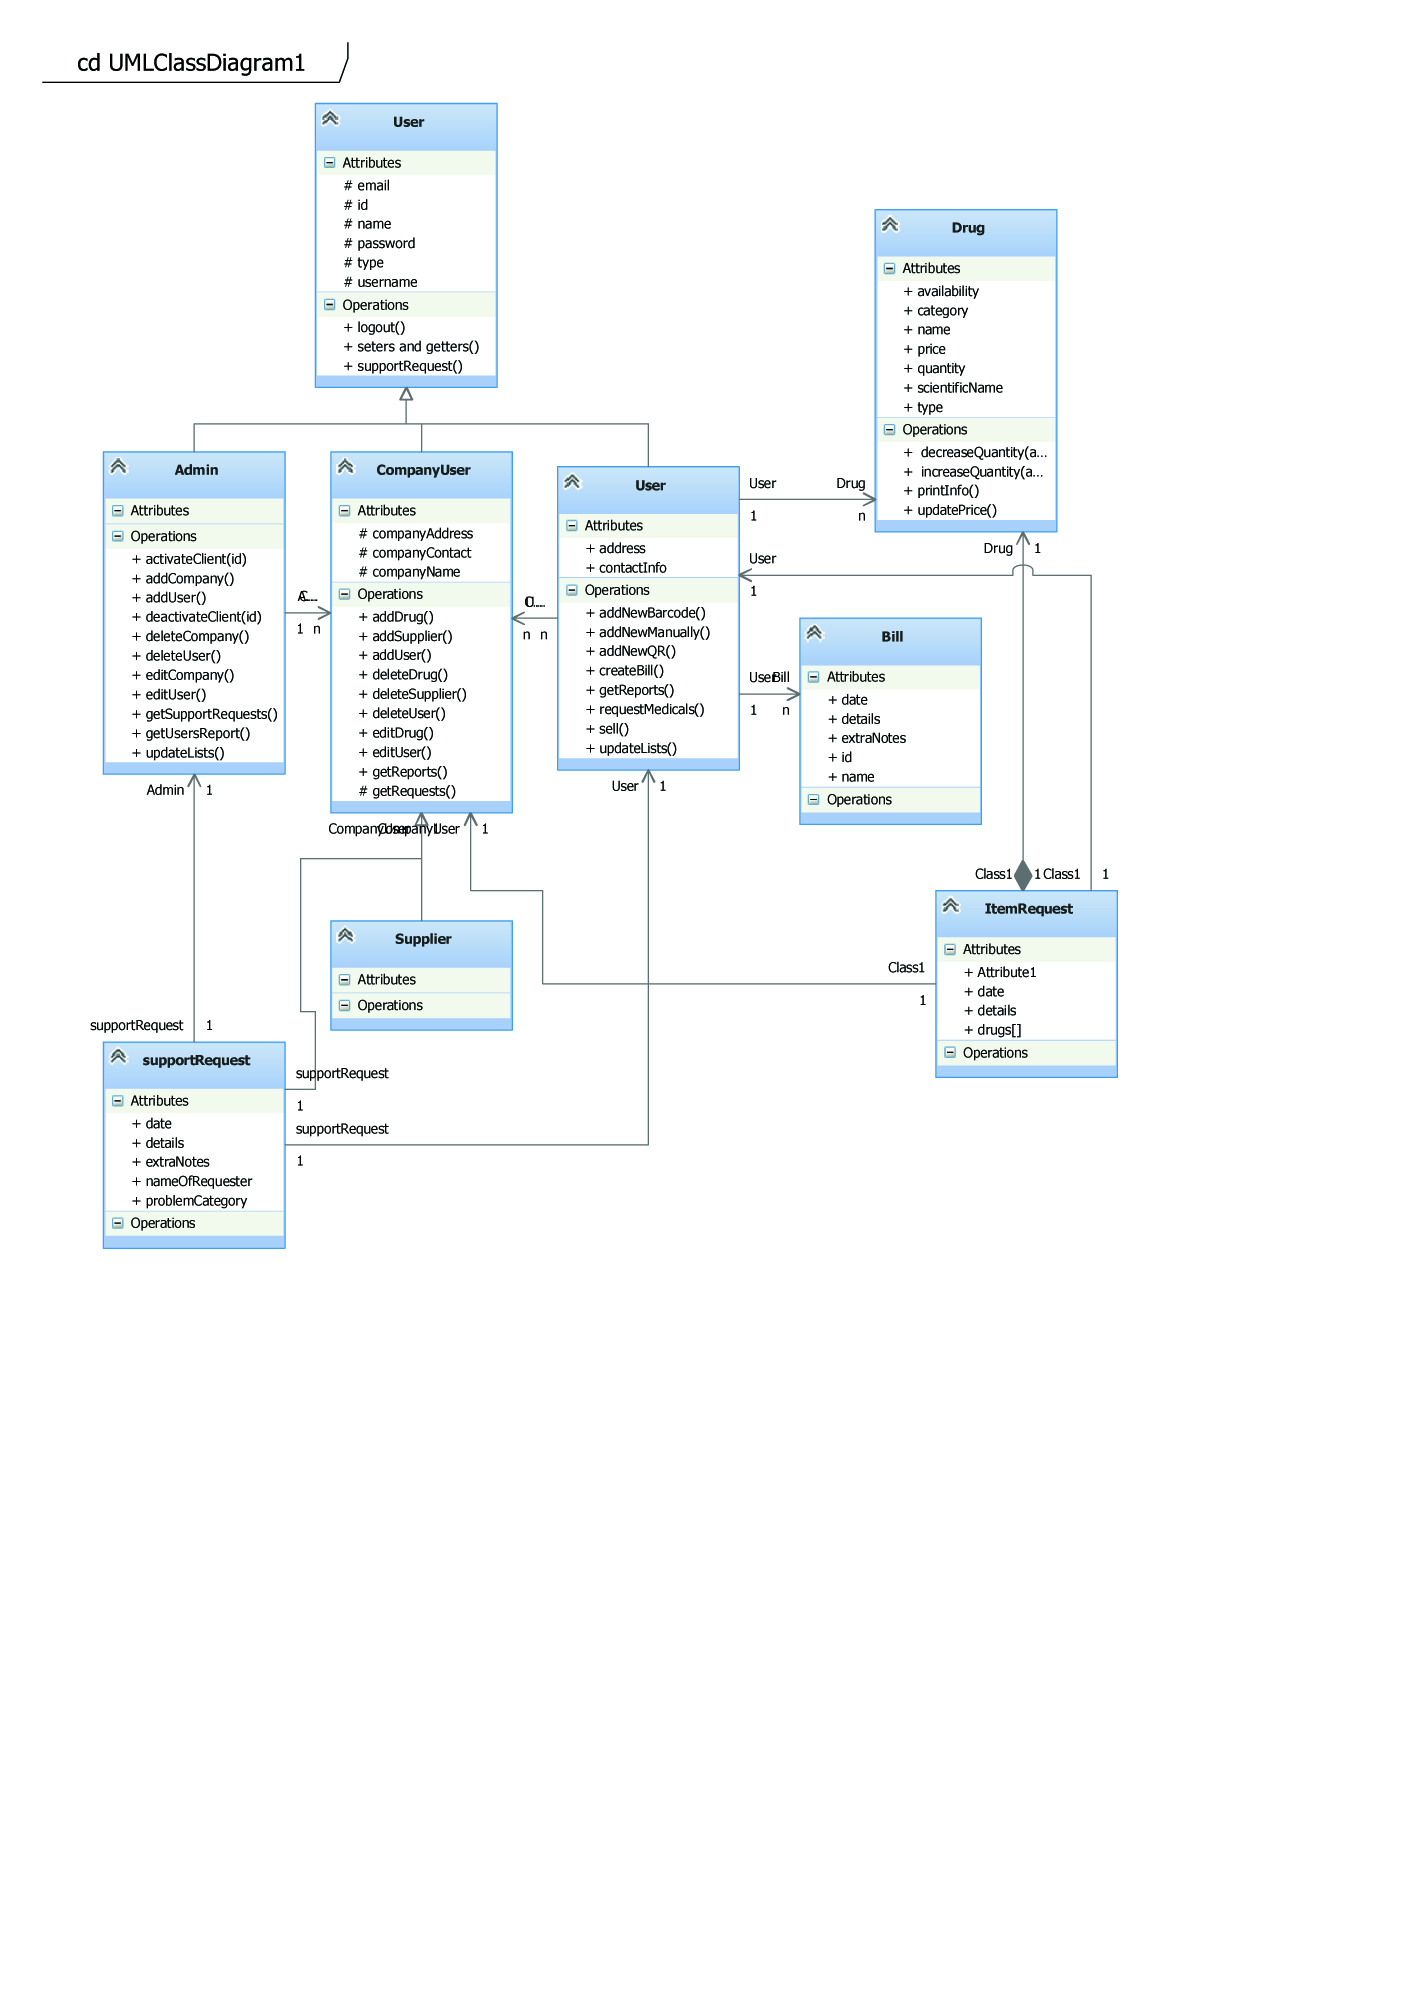 cd UMLClassDiagram1
User
Attributes
# email
# id
# name
# password
# type
# username
Operations
+ logout()
+ seters and getters()
+ supportRequest()
Drug
Attributes
+ availability
+ category
+ name
+ price
+ quantity
+ scientificName
+ type
Operations
+ decreaseQuantity(a...
+ increaseQuantity(a...
+ printInfo()
+ updatePrice()
Admin
Attributes
Operations
+ activateClient(id)
+ addCompany()
+ addUser()
+ deactivateClient(id)
+ deleteCompany()
+ deleteUser()
+ editCompany()
+ editUser()
+ getSupportRequests()
+ getUsersReport()
+ updateLists()
1 n
CompanyUser
Attributes
# companyAddress
# companyContact
# companyName
Operations
+ addDrug()
+ addSupplier()
+ addUser()
+ deleteDrug()
+ deleteSupplier()
+ deleteUser()
+ editDrug()
+ editUser()
+ getReports()
# getRequests()
n n
User
Attributes
+ address
+ contactInfo
Operations
+ addNewBarcode()
+ addNewManually()
+ addNewQR()
+ createBill()
+ getReports()
+ requestMedicals()
+ sell()
+ updateLists()
User Drug
1 n
Drug 1
User
1
User Bill
1 n
Bill
Attributes
+ date
+ details
+ extraNotes
+ id
+ name
Operations
Admin 1
User 1
CompanyUser CompanyUser 1
Class1 1 Class1 1
Supplier
Attributes
Operations
ItemRequest
Attributes
+ Attribute1
+ date
+ details
+ drugs[]
Operations
Class1
1
supportRequest 1
supportRequest
Attributes
+ date
+ details
+ extraNotes
+ nameOfRequester
+ problemCategory
Operations
supportRequest
1
supportRequest
1